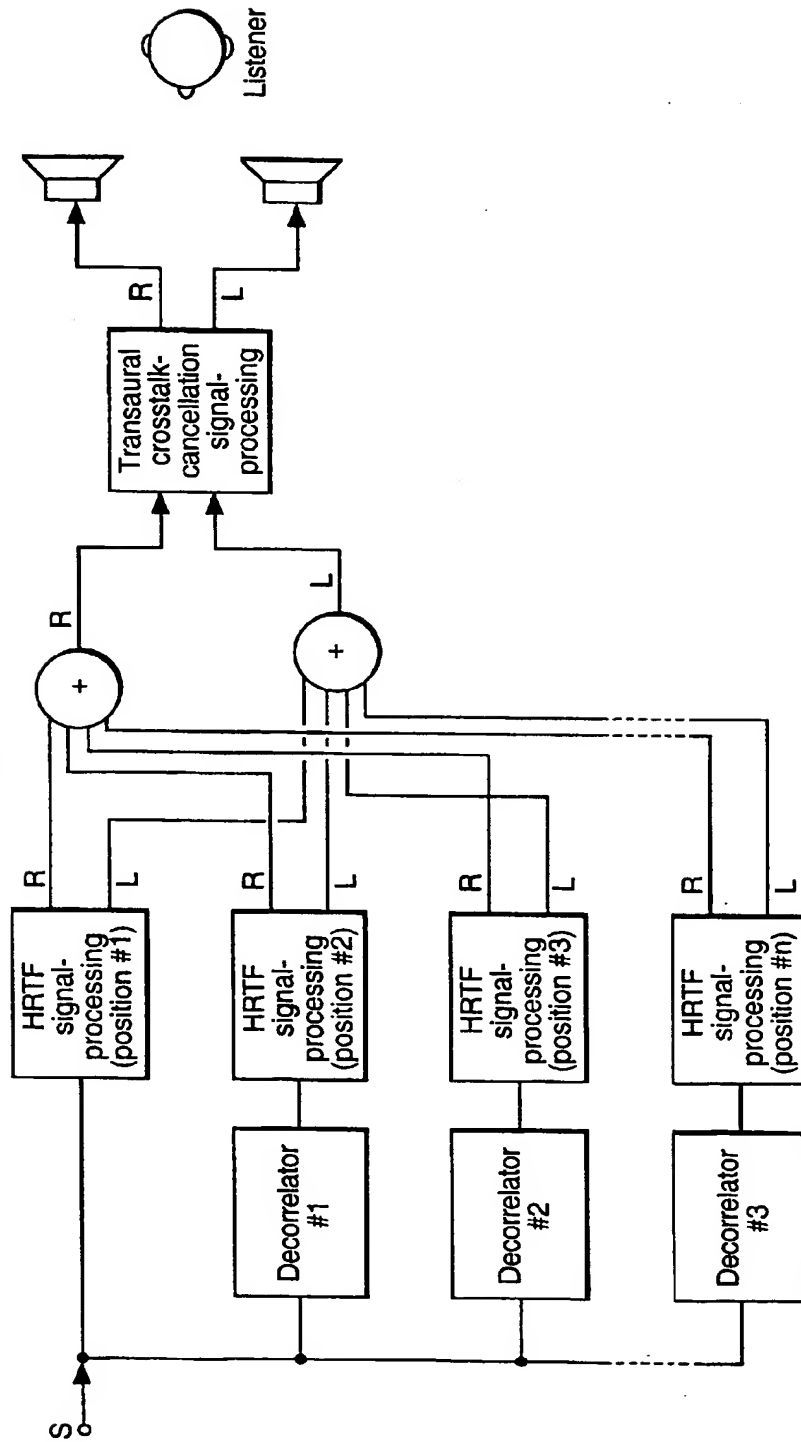 S
HRTF
signal-
processing
(position #1)
R
L
Decorrelator
#1
HRTF
signal-
processing
(position #2)
R
L
Decorrelator
#2
HRTF
signal-
processing
(position #3)
R
L
Decorrelator
#3
HRTF
signal-
processing
(position #n)
R
L
+
R
+
L
Transaural
crosstalk-
cancellation
signal-
processing
R
L
Listener